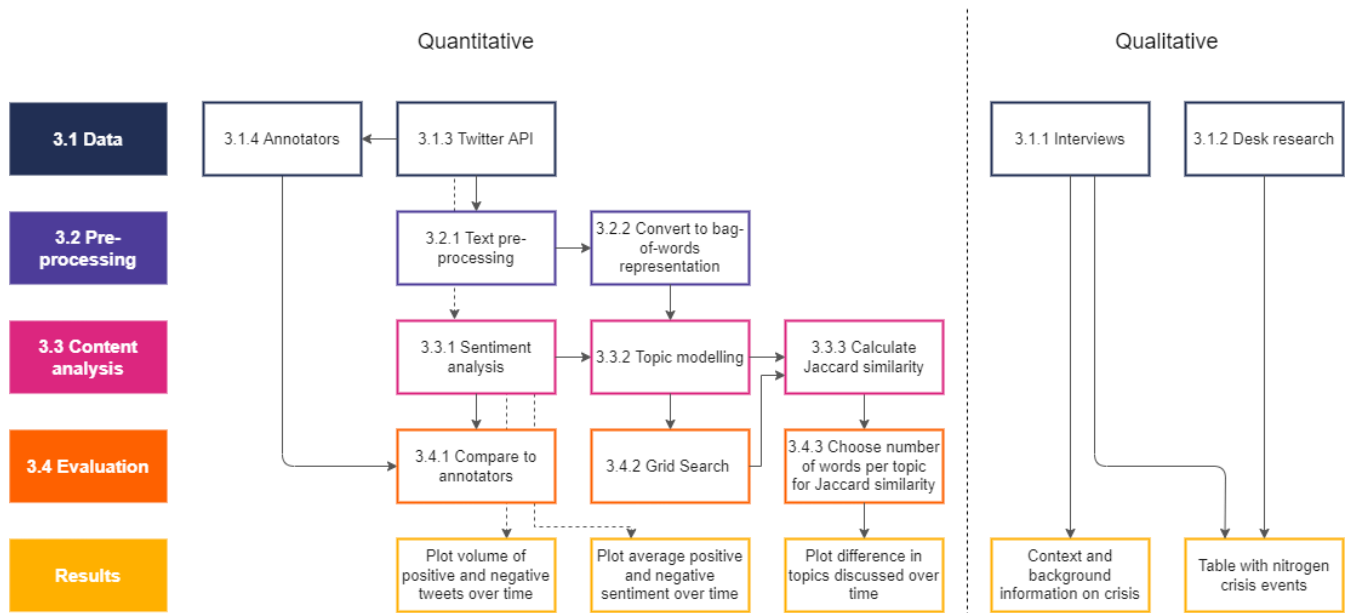 Quantitative
Qualitative
3.1 Data
3.1.4 Annotators
3.1.3 Twitter API
3.1.1 Interviews
3.1.2 Desk research
3.2 Pre-
processing
3.2.1 Text pre-
processing
3.2.2 Convert to bag-
of-words
representation
3.3 Content
analysis
3.3.1 Sentiment
analysis
3.3.2 Topic modelling
3.3.3 Calculate
Jaccard similarity
3.4 Evaluation
3.4.1 Compare to
annotators
3.4.2 Grid Search
3.4.3 Choose number
of words per topic
for Jaccard similarity
Results
Plot volume of
positive and negative
tweets over time
Plot average positive
and negative
sentiment over time
Plot difference in
topics discussed over
time
Context and
background
information on crisis
Table with nitrogen
crisis events